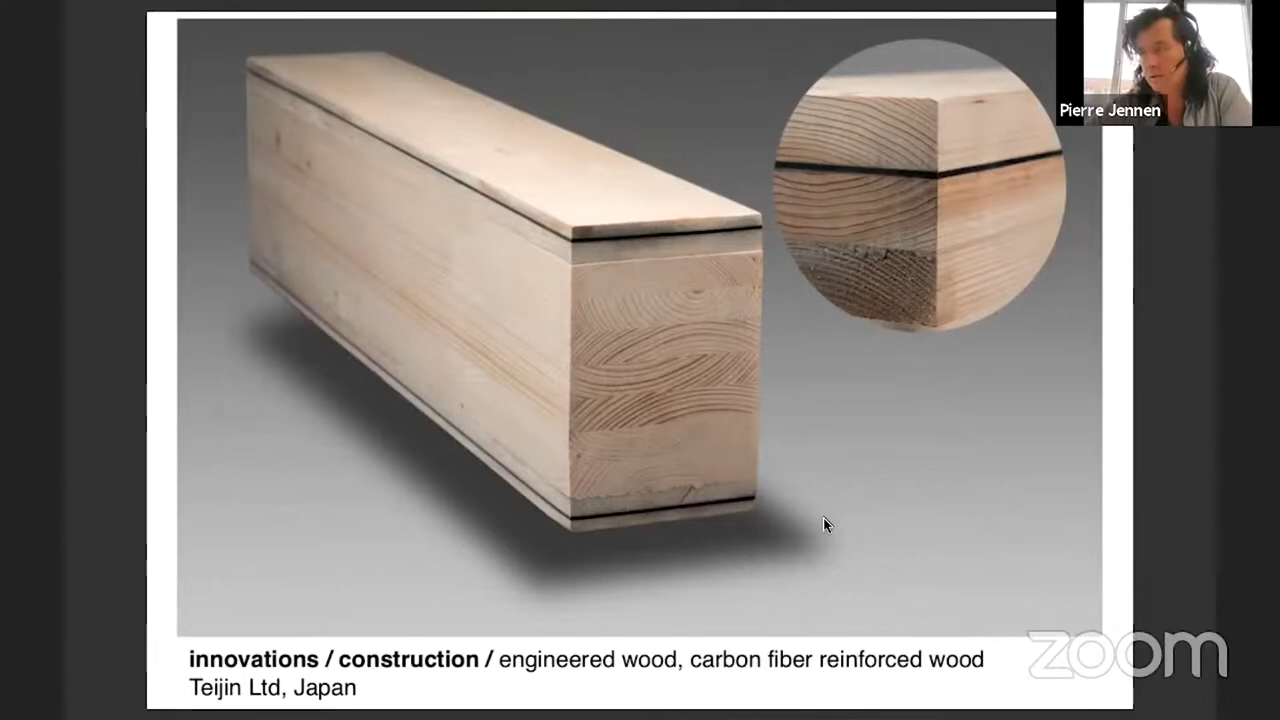 Pierre Jennen
innovations / construction / engineered wood, carbon fiber reinforced wood
Teijin Ltd, Japan
zoom